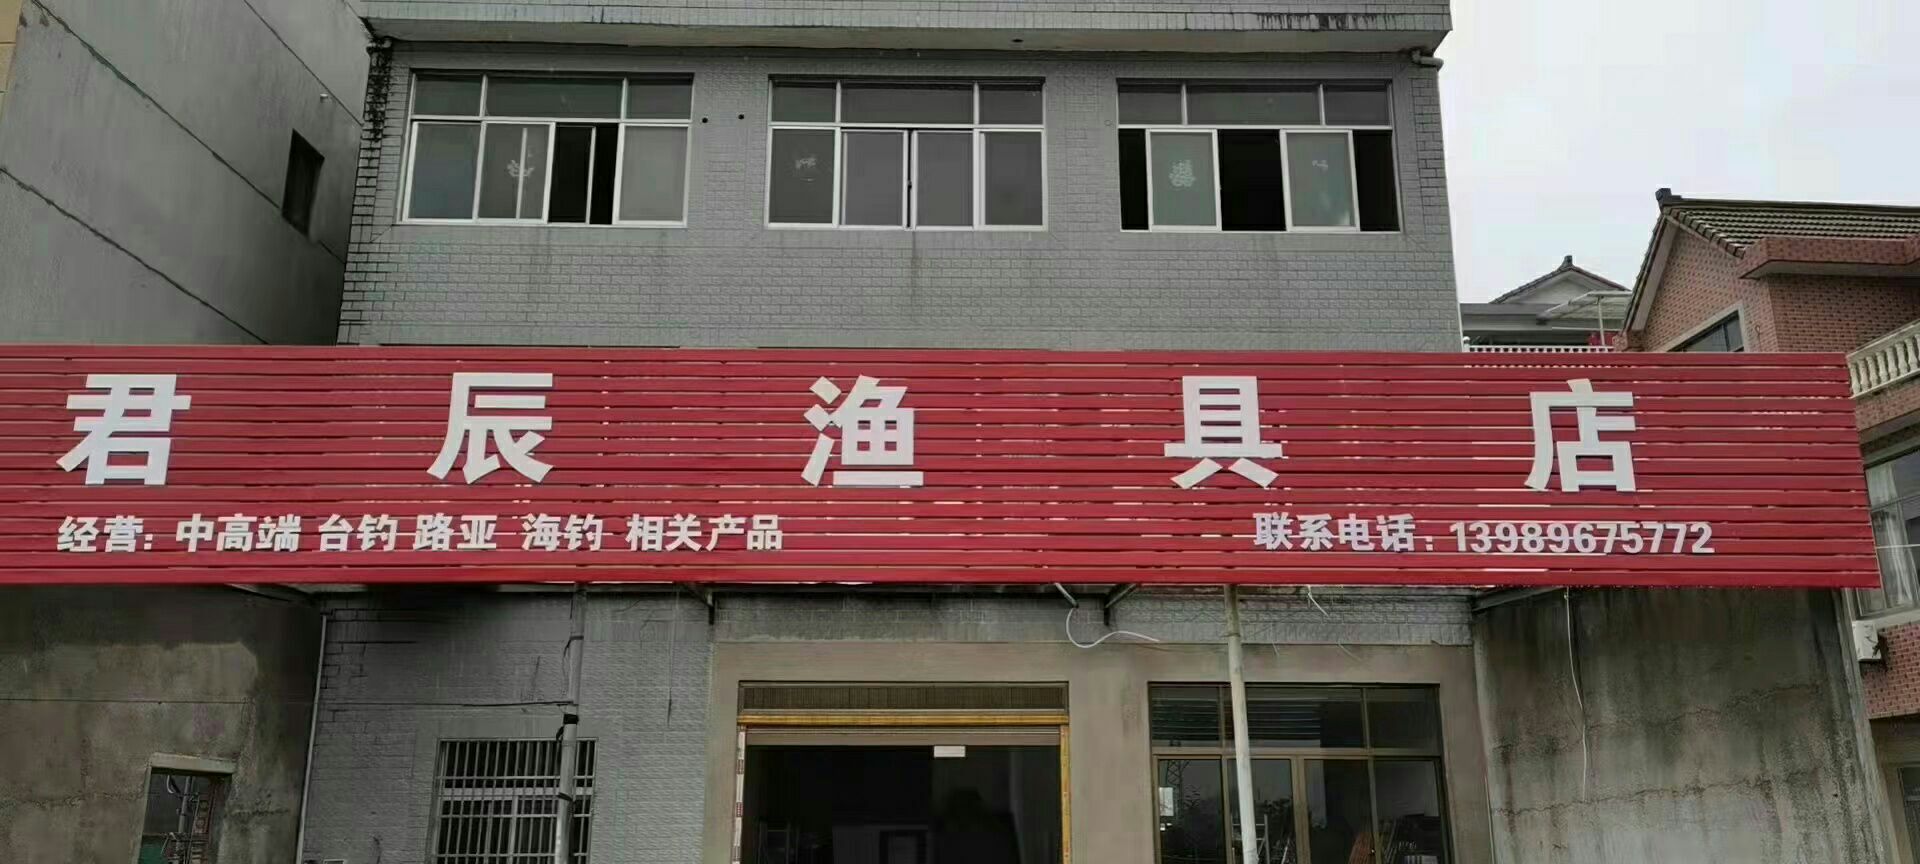 君辰渔具店
经营：中高端 台钓 路亚 海钓 相关产品
联系电话：13989675772